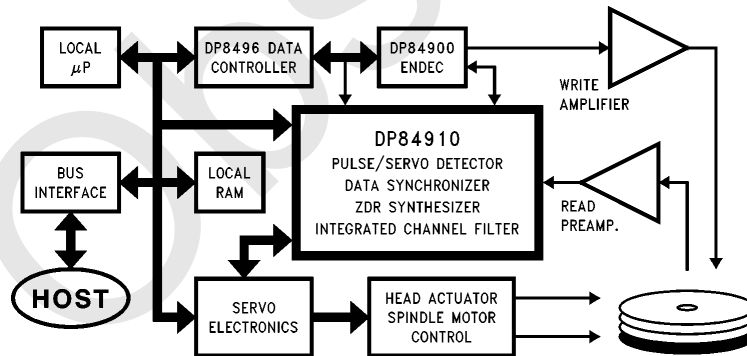 LOCAL
μP
DP8496 DATA
CONTROLLER
DP84900
ENDEC
WRITE
AMPLIFIER
DP84910
PULSE/SERVO DETECTOR
DATA SYNCHRONIZER
ZDR SYNTHESIZER
INTEGRATED CHANNEL FILTER
BUS
INTERFACE
LOCAL
RAM
READ
PREAMP.
HOST
SERVO
ELECTRONICS
HEAD ACTUATOR
SPINDLE MOTOR
CONTROL